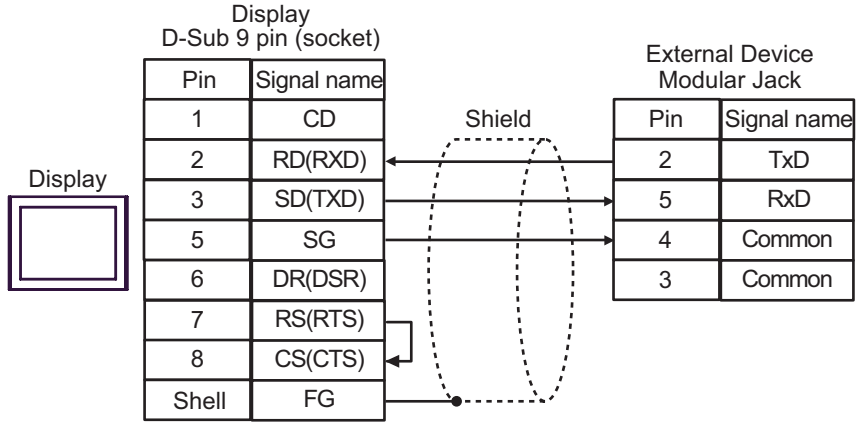 Display
D-Sub 9 pin (socket)
External Device
Modular Jack
Pin Signal name
1 CD
2 RD(RXD)
3 SD(TXD)
5 SG
6 DR(DSR)
7 RS(RTS)
8 CS(CTS)
Shell FG
Shield
Display
Pin Signal name
2 TxD
5 RxD
4 Common
3 Common